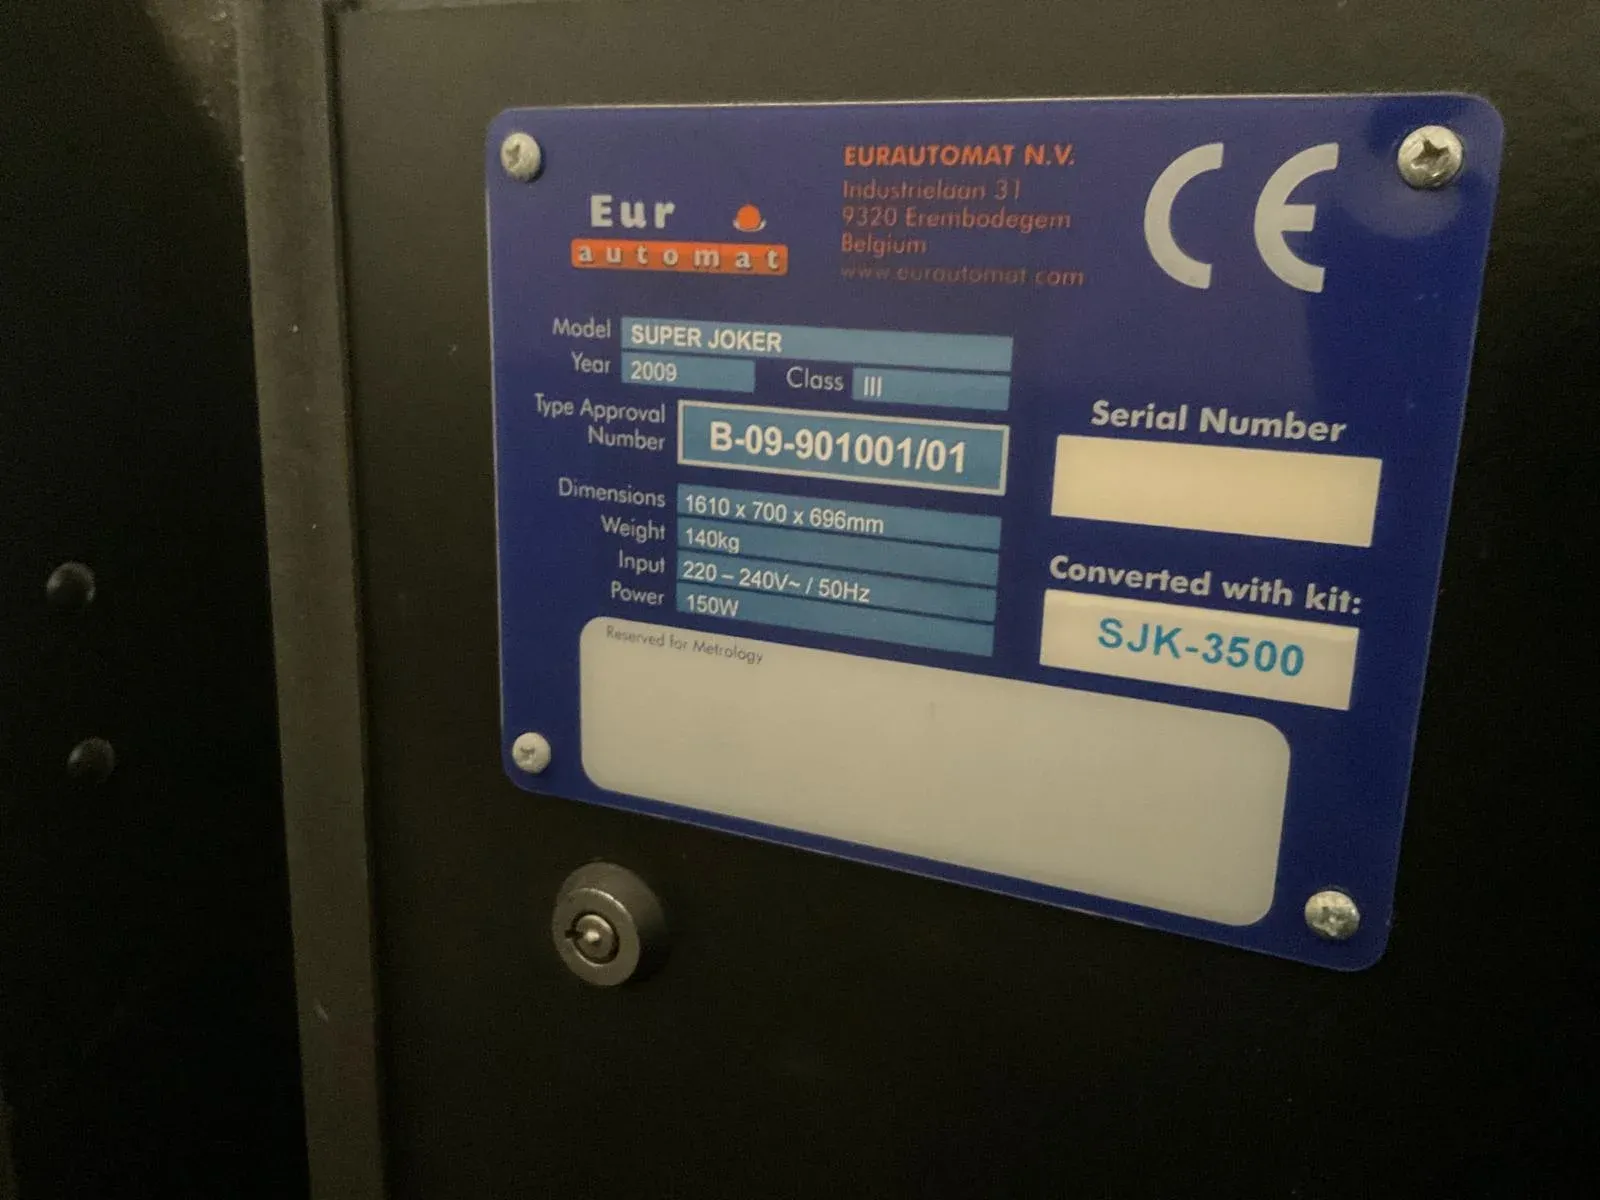 Eur
automat
EURAUTOMAT N.V.
Industrielaan 31
9320 Erembodegem
Belgium
www.eurautomat.com
CE
Model SUPER JOKER
Year 2009 Class III
Type Approval
Number B-09-901001/01
Dimensions 1610 x 700 x 696mm
Weight 140kg
Input 220 – 240V~ / 50Hz
Power 150W
Reserved for Metrology
Serial Number
Converted with kit:
SJK-3500